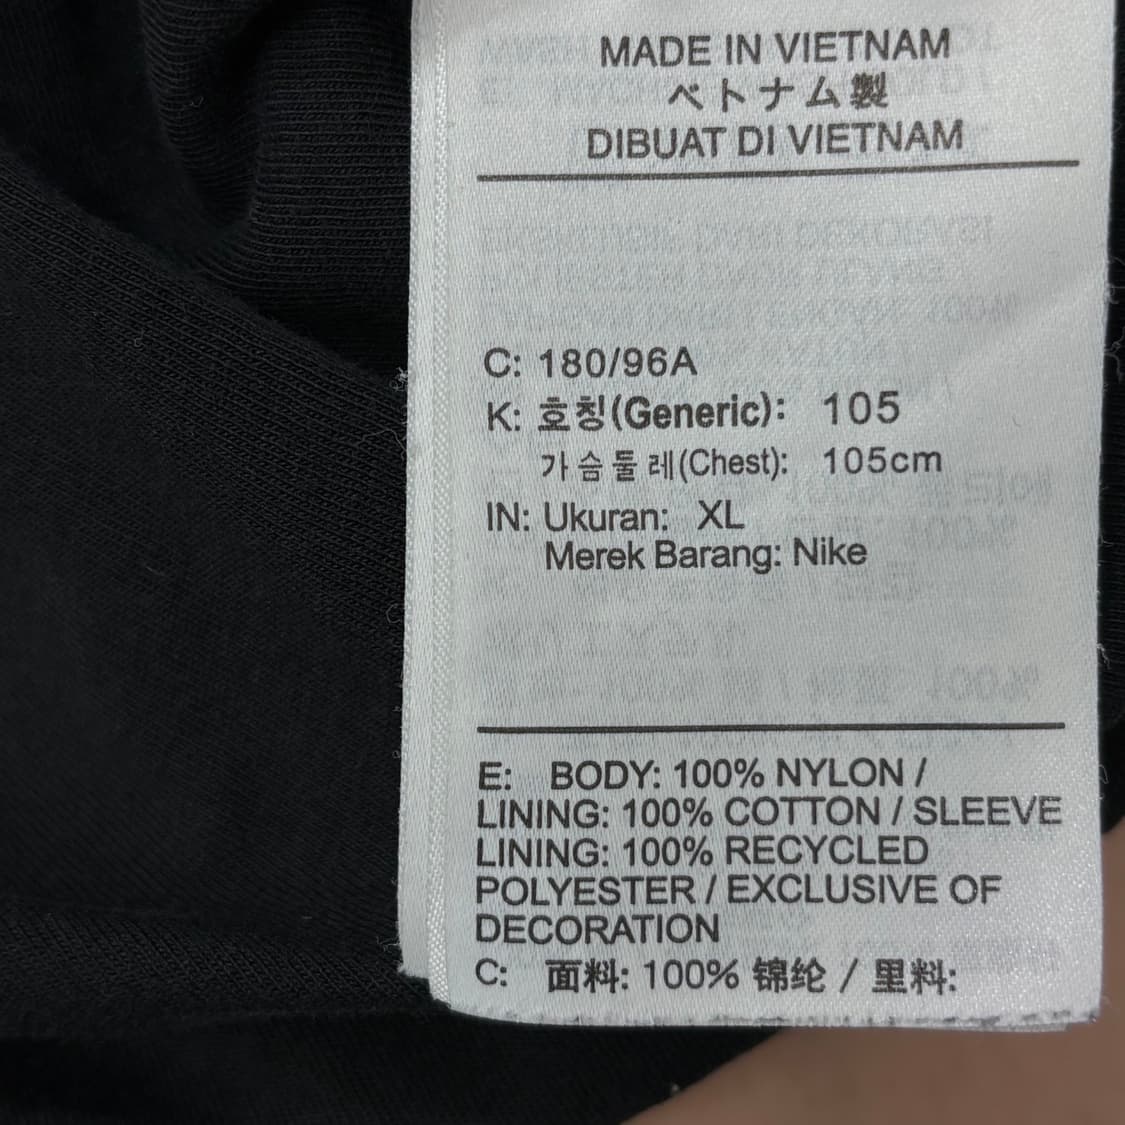 MADE IN VIETNAM
ベトナム製
DIBUAT DI VIETNAM
C: 180/96A
K: 호칭(Generic): 105
가슴둘레(Chest): 105cm
IN: Ukuran: XL
Merek Barang: Nike
E: BODY: 100% NYLON /
LINING: 100% COTTON / SLEEVE
LINING: 100% RECYCLED
POLYESTER / EXCLUSIVE OF
DECORATION
C: 面料: 100% 锦纶 / 里料: